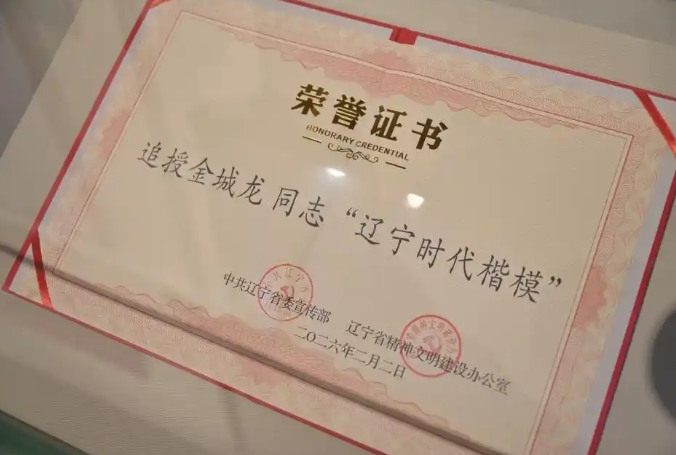 荣誉证书
HONORARY CREDENTIAL
追授金城龙 同志“辽宁时代楷模”
中共辽宁省委宣传部 辽宁省精神文明建设办公室
二〇二六年二月二日